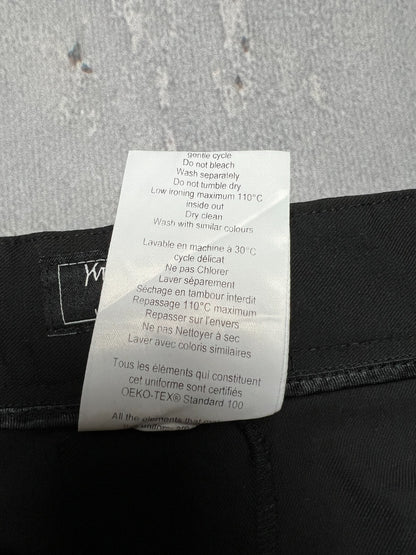 gentle cycle
Do not bleach
Wash separately
Do not tumble dry
Low ironing maximum 110°C
inside out
Dry clean
Wash with similar colours
Lavable en machine à 30°C
cycle délicat
Ne pas Chlorer
Laver séparement
Séchage en tambour interdit
Repassage 110°C maximum
Repasser sur l'envers
Ne pas Nettoyer à sec
Laver avec coloris similaires
Tous les éléments qui constituent
cet uniforme sont certifiés
OEKO-TEX® Standard 100
All the elements that